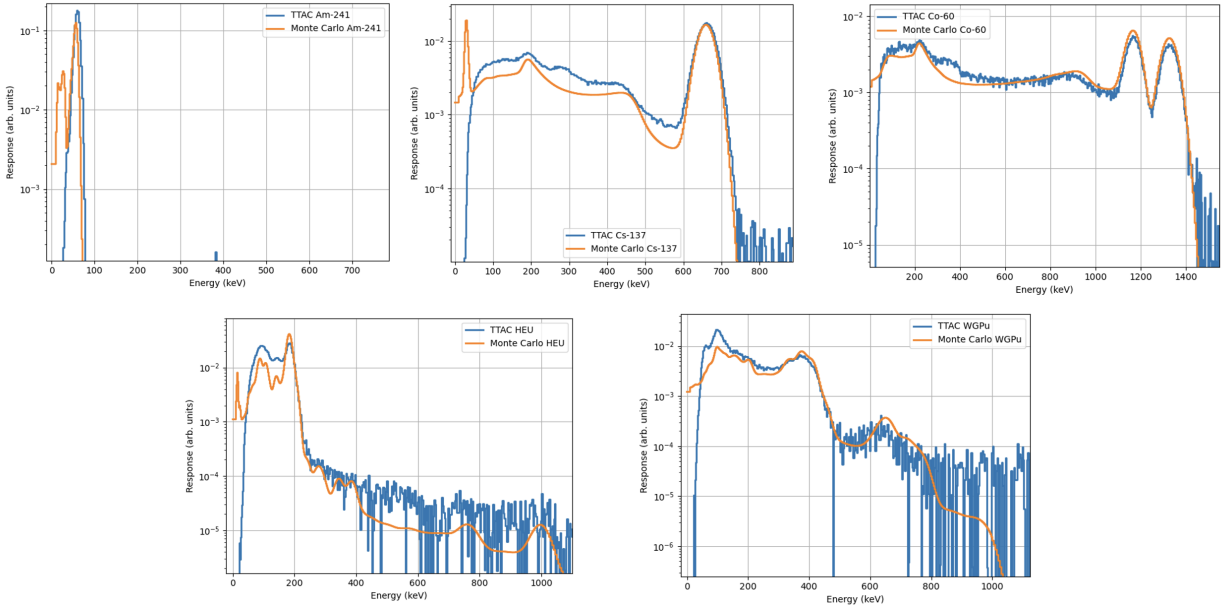 TTAC Am-241
Monte Carlo Am-241
Response (arb. units)
10⁻¹
10⁻²
10⁻³
0 100 200 300 400 500 600 700
Energy (keV)
TTAC Cs-137
Monte Carlo Cs-137
Response (arb. units)
10⁻²
10⁻³
10⁻⁴
0 100 200 300 400 500 600 700 800
Energy (keV)
TTAC Co-60
Monte Carlo Co-60
Response (arb. units)
10⁻²
10⁻³
10⁻⁴
10⁻⁵
200 400 600 800 1000 1200 1400
Energy (keV)
TTAC HEU
Monte Carlo HEU
Response (arb. units)
10⁻²
10⁻³
10⁻⁴
10⁻⁵
0 200 400 600 800 1000
Energy (keV)
TTAC WGPu
Monte Carlo WGPu
Response (arb. units)
10⁻²
10⁻³
10⁻⁴
10⁻⁵
10⁻⁶
0 200 400 600 800 1000
Energy (keV)